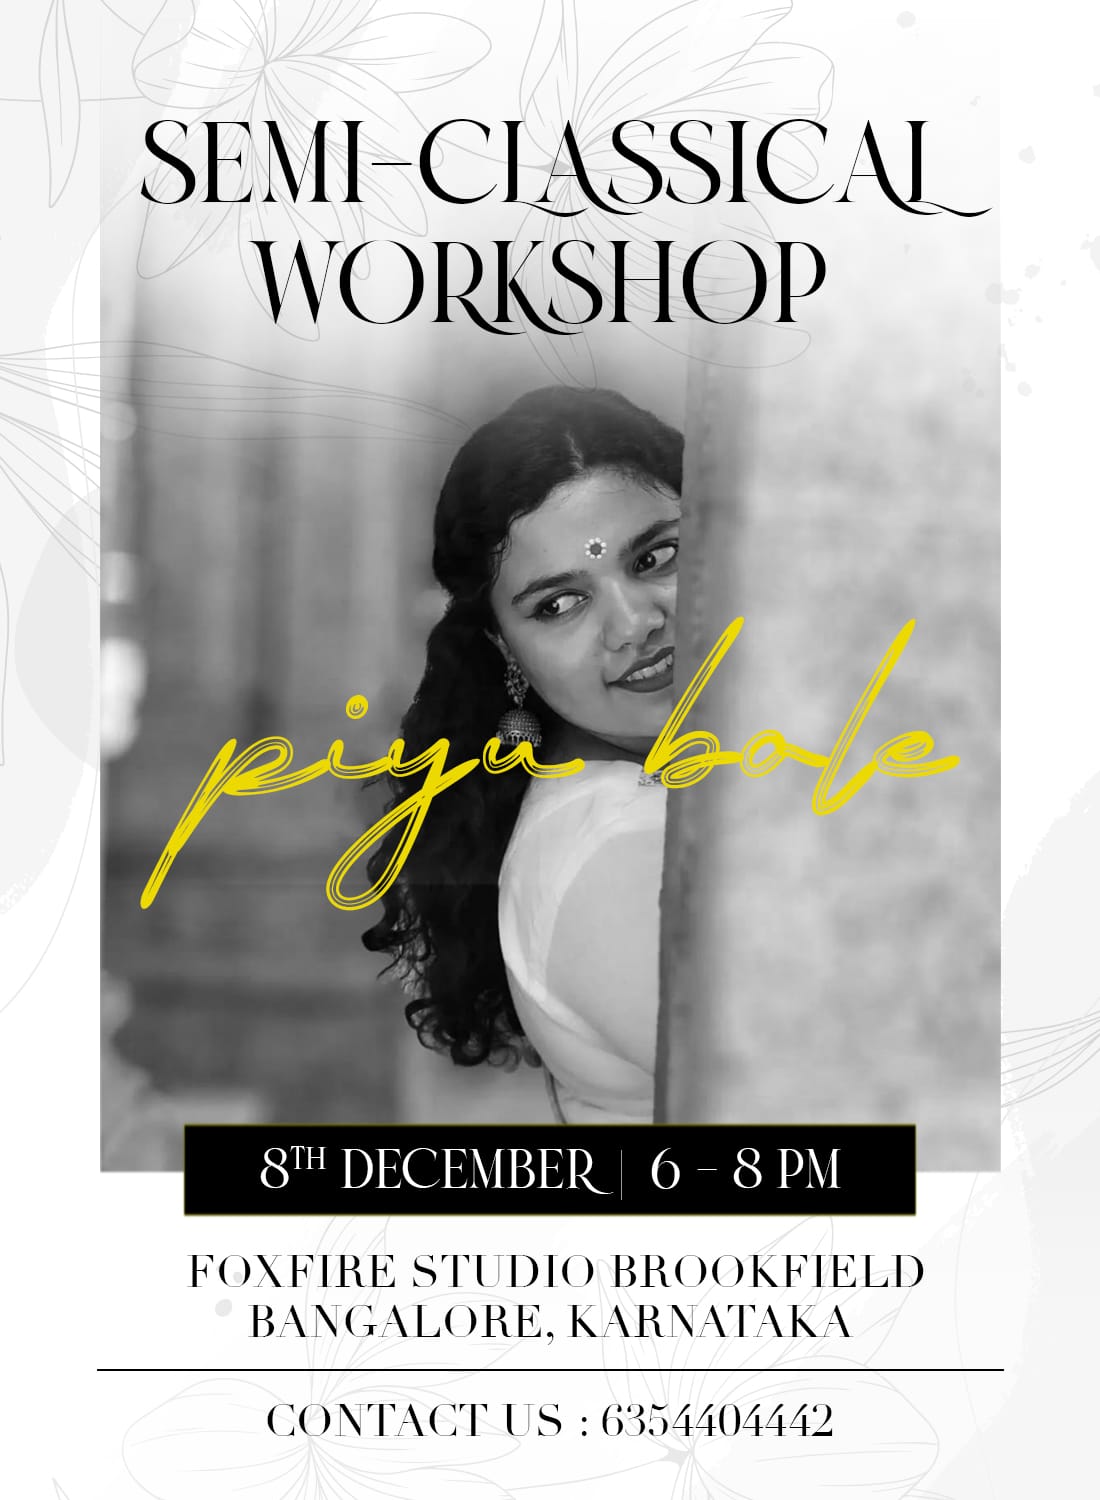 SEMI-CLASSICAL
WORKSHOP
piyu bole
8TH DECEMBER | 6 - 8 PM
FOXFIRE STUDIO BROOKFIELD
BANGALORE, KARNATAKA
CONTACT US : 6354404442